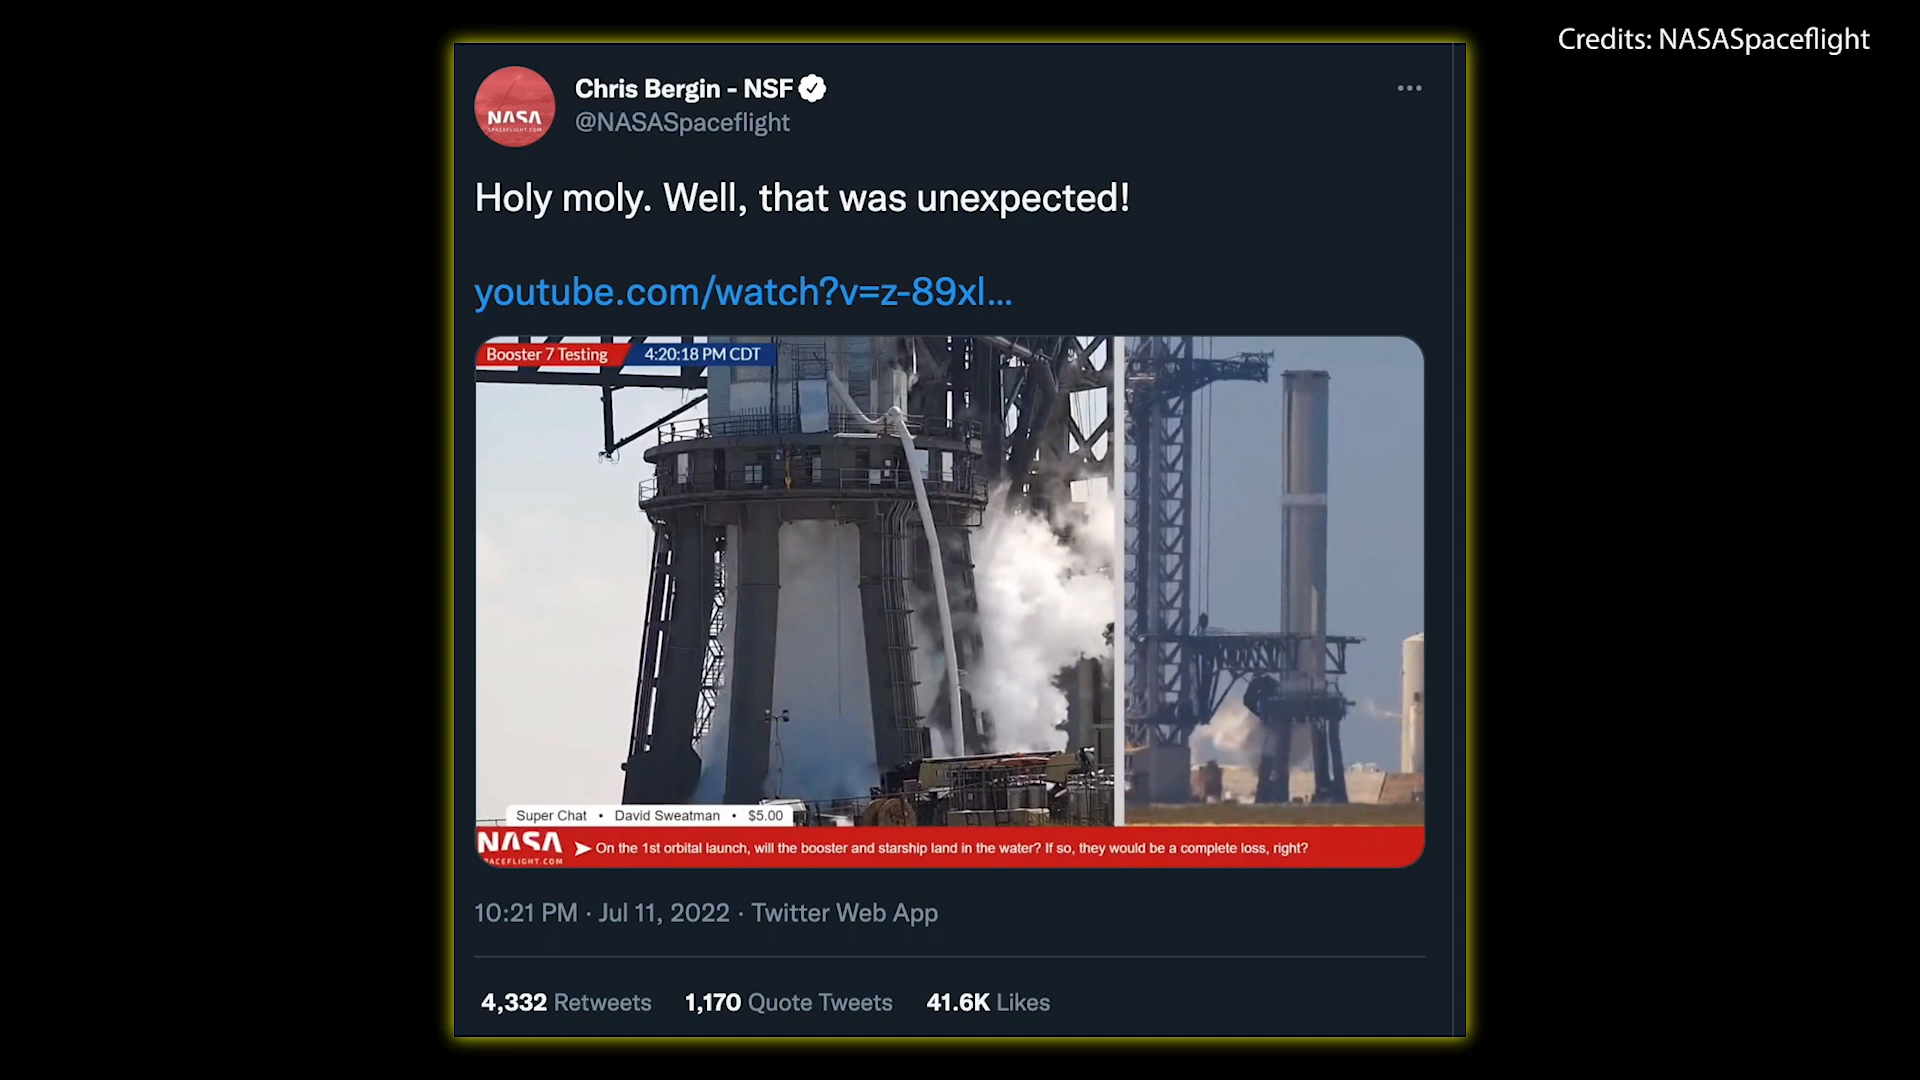 Credits: NASASpaceflight
Chris Bergin - NSF
@NASASpaceflight
Holy moly. Well, that was unexpected!
youtube.com/watch?v=z-89xl...
Booster 7 Testing 4:20:18 PM CDT
Super Chat • David Sweatman • $5.00
NASA
SPACEFLIGHT.COM
On the 1st orbital launch, will the booster and starship land in the water? If so, they would be a complete loss, right?
10:21 PM · Jul 11, 2022 · Twitter Web App
4,332 Retweets 1,170 Quote Tweets 41.6K Likes